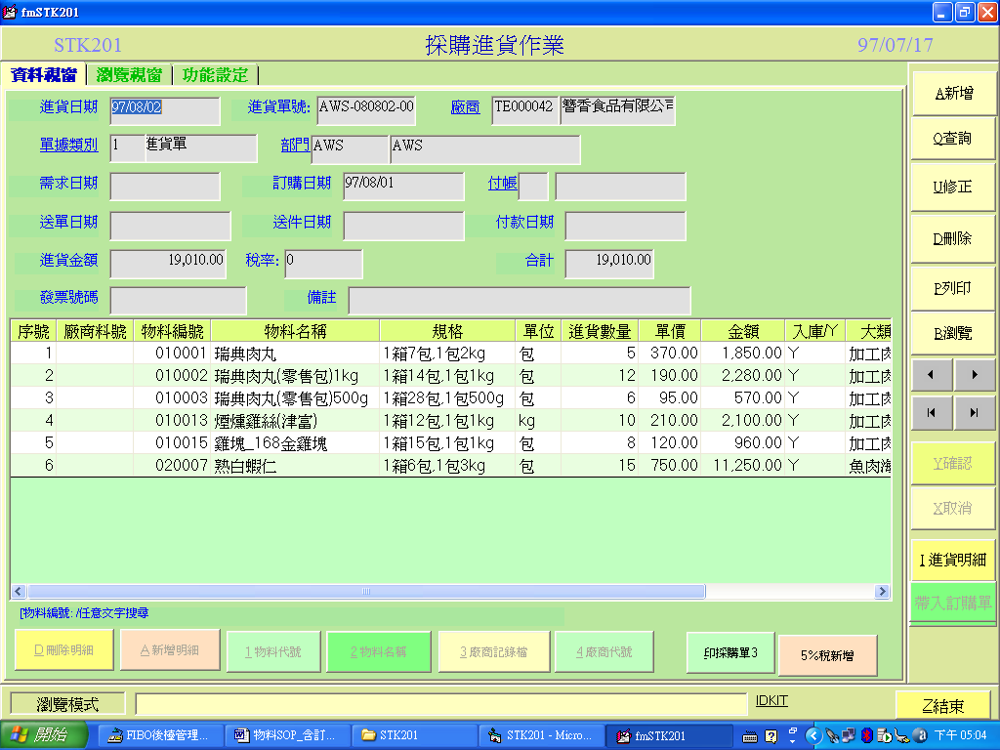 fmSTK201
STK201 採購進貨作業 97/07/17
資料視窗 瀏覽視窗 功能設定
進貨日期 97/08/02 進貨單號: AWS-080802-00 廠商 TE000042 簪香食品有限公司
單據類別 1 進貨單 部門 AWS AWS
需求日期 訂購日期 97/08/01 付帳
送單日期 送件日期 付款日期
進貨金額 19,010.00 稅率: 0 合計 19,010.00
發票號碼 備註
序號 廠商料號 物料編號 物料名稱 規格 單位 進貨數量 單價 金額 入庫/Y 大類
1 010001 瑞典肉丸 1箱7包,1包2kg 包 5 370.00 1,850.00 Y 加工肉
2 010002 瑞典肉丸(零售包)1kg 1箱14包,1包1kg 包 12 190.00 2,280.00 Y 加工肉
3 010003 瑞典肉丸(零售包)500g 1箱28包,1包500g 包 6 95.00 570.00 Y 加工肉
4 010013 煙燻雞絲(津富) 1箱12包,1包1kg kg 10 210.00 2,100.00 Y 加工肉
5 010015 雞塊_168金雞塊 1箱15包,1包1kg 包 8 120.00 960.00 Y 加工肉
6 020007 熟白蝦仁 1箱6包,1包3kg 包 15 750.00 11,250.00 Y 魚肉海
[物料編號: /任意文字搜尋
D 刪除明細 A 新增明細 1 物料代號 2 物料名稱 3 廠商記錄檔 4 廠商代號 印採購單3 5%稅新增
A新增
Q查詢
U修正
D刪除
P列印
B瀏覽
Y確認
X取消
I 進貨明細
帶入訂購單
瀏覽模式 IDKIT Z結束
開始 FIBO後檯管理... 物料SOP_含訂... STK201 STK201 - Micro... fmSTK201 下午 05:04